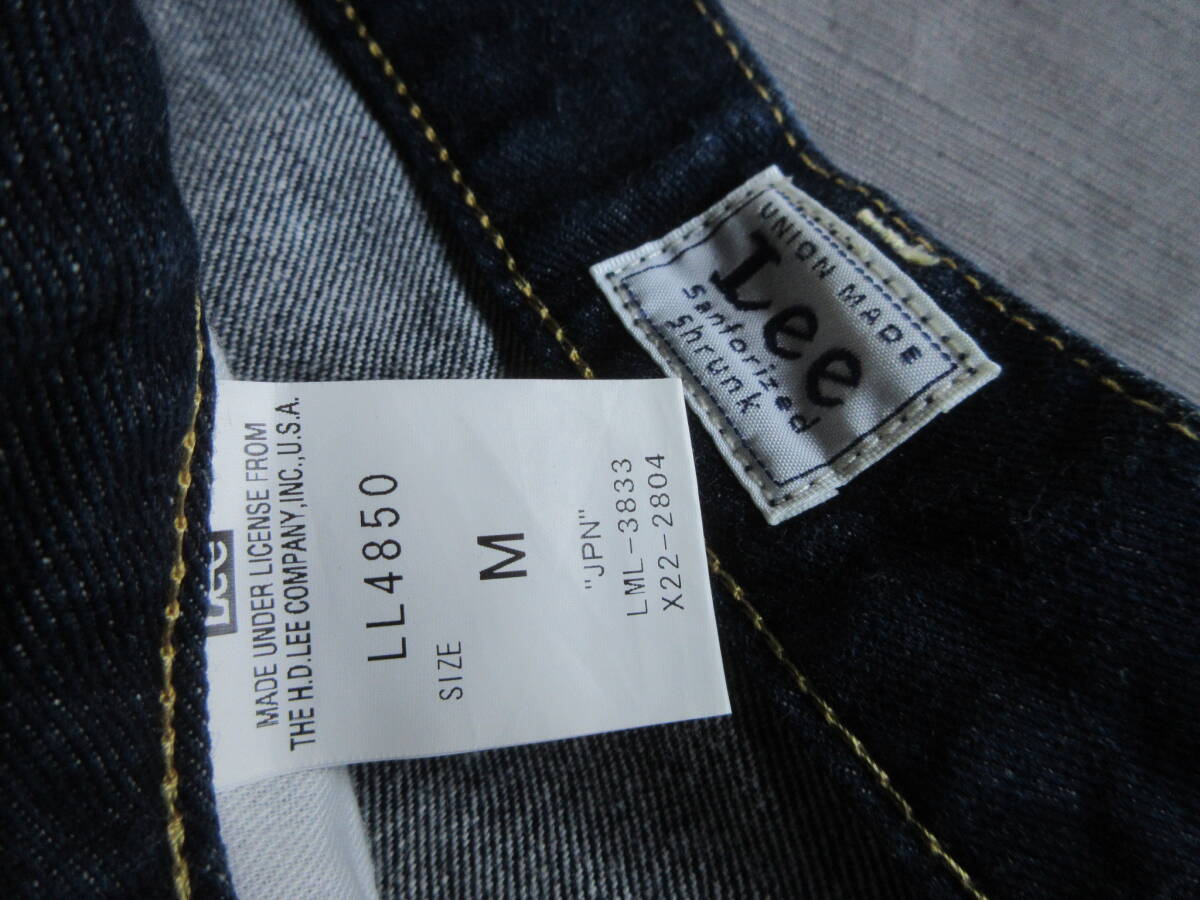 UNION MADE
Lee
Sanforized
Shrunk
Lee
MADE UNDER LICENSE FROM
THE H.D.LEE COMPANY,INC.,U.S.A.
LL4850
SIZE M
"JPN"
LML-3833
X22-2804